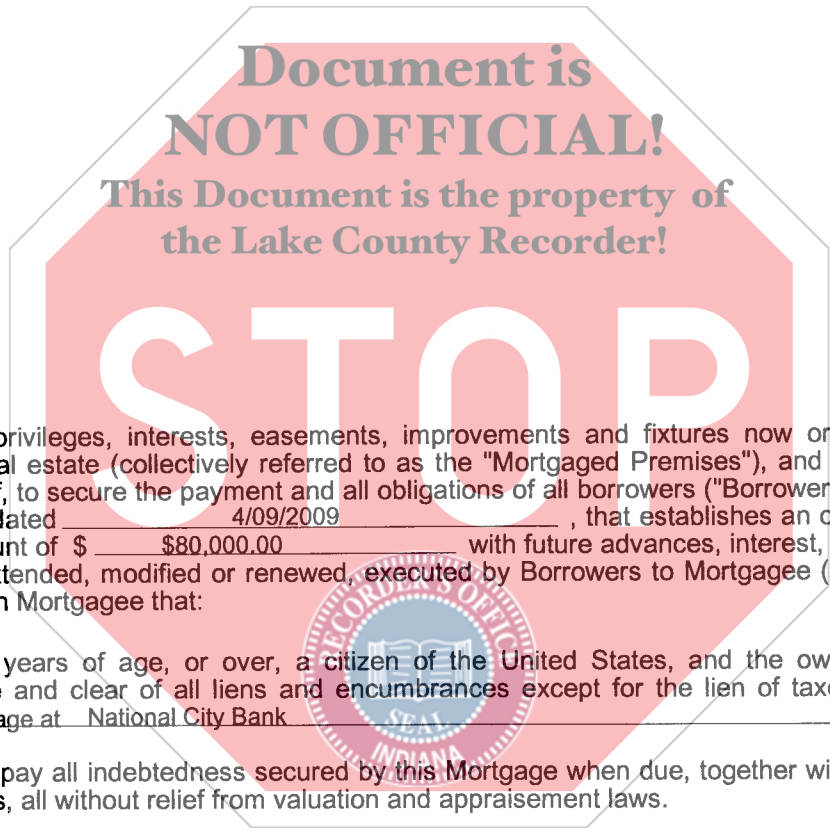 Document is
NOT OFFICIAL!
This Document is the property of
the Lake County Recorder!
STOP
privileges, interests, easements, improvements and fixtures now or
al estate (collectively referred to as the "Mortgaged Premises"), and
, to secure the payment and all obligations of all borrowers ("Borrower
dated 4/09/2009 , that establishes an
unt of $ $80,000.00 with future advances, interest,
xtended, modified or renewed, executed by Borrowers to Mortgagee (
n Mortgagee that:
RECORDER'S OFFICE
years of age, or over, a citizen of the United States, and the ow
e and clear of all liens and encumbrances except for the lien of taxe
age at National City Bank
SEAL
INDIANA
pay all indebtedness secured by this Mortgage when due, together wi
s, all without relief from valuation and appraisement laws.